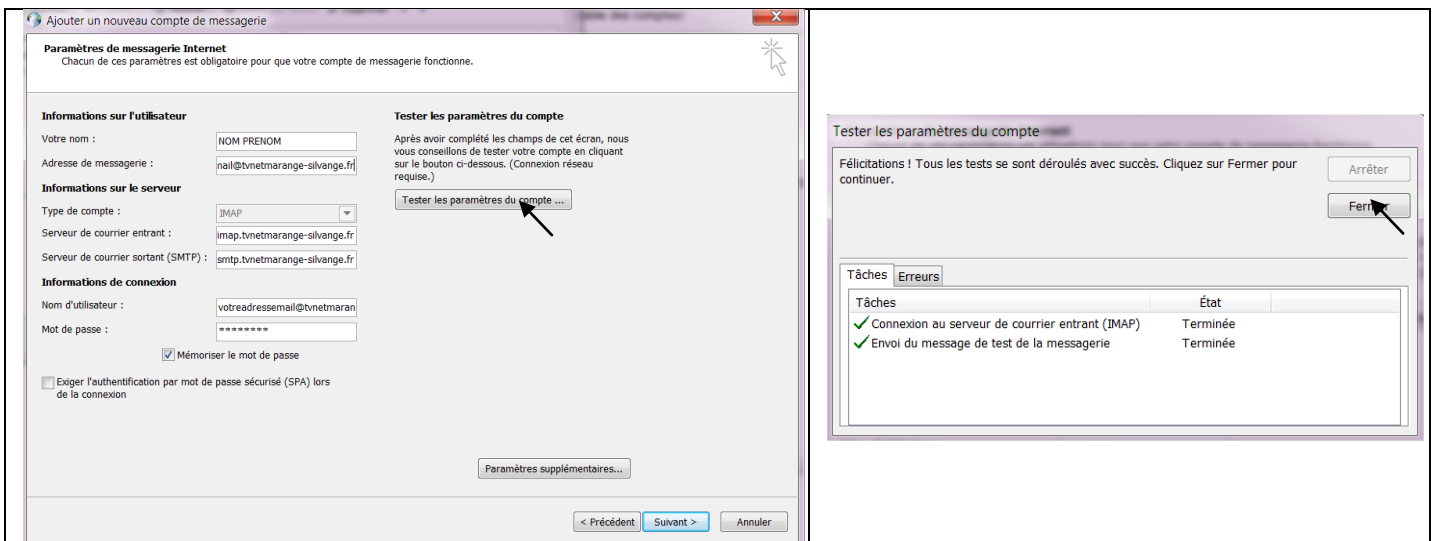 Ajouter un nouveau compte de messagerie
Paramètres de messagerie Internet
Chacun de ces paramètres est obligatoire pour que votre compte de messagerie fonctionne.
Informations sur l'utilisateur
Votre nom :
NOM PRENOM
Adresse de messagerie :
nail@tvnetmarange-silvange.fr
Informations sur le serveur
Type de compte :
IMAP
Serveur de courrier entrant :
imap.tvnetmarange-silvange.fr
Serveur de courrier sortant (SMTP) :
smtp.tvnetmarange-silvange.fr
Informations de connexion
Nom d'utilisateur :
votreadressemail@tvnetmaran
Mot de passe :
********
Mémoriser le mot de passe
Exiger l'authentification par mot de passe sécurisé (SPA) lors
de la connexion
Tester les paramètres du compte
Après avoir complété les champs de cet écran, nous
vous conseillons de tester votre compte en cliquant
sur le bouton ci-dessous. (Connexion réseau
requise.)
Tester les paramètres du compte ...
Paramètres supplémentaires...
< Précédent
Suivant >
Annuler
Tester les paramètres du compte
Félicitations ! Tous les tests se sont déroulés avec succès. Cliquez sur Fermer pour
continuer.
Arrêter
Fermer
Tâches
Erreurs
Tâches
État
Connexion au serveur de courrier entrant (IMAP)
Terminée
Envoi du message de test de la messagerie
Terminée